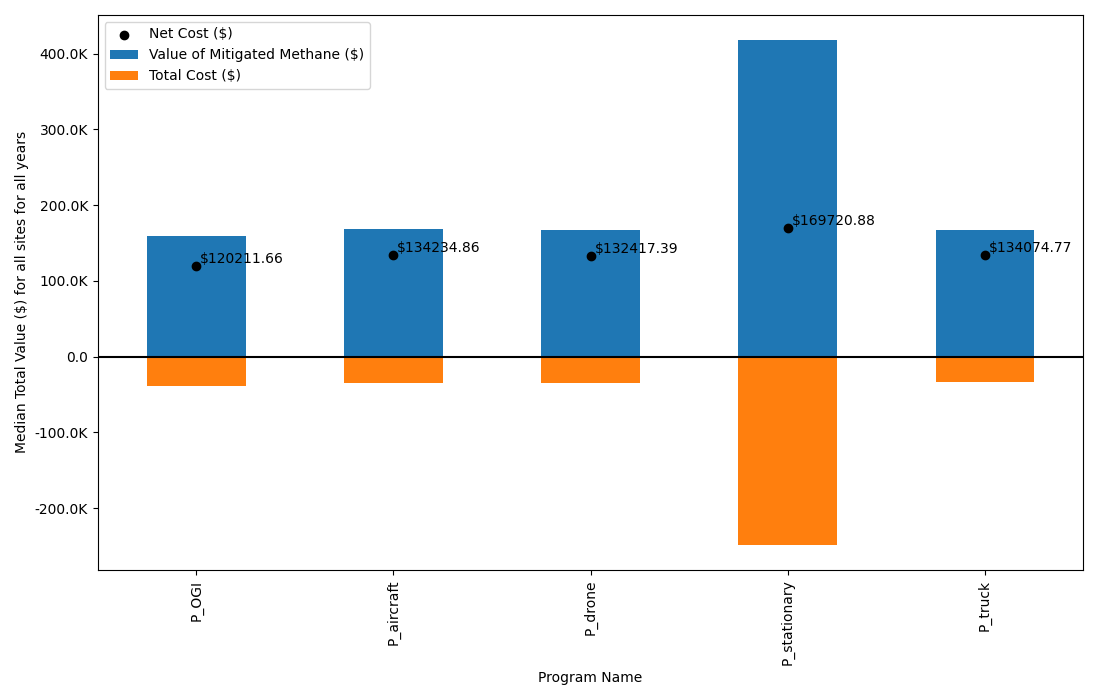 Net Cost ($)
Value of Mitigated Methane ($)
Total Cost ($)
Median Total Value ($) for all sites for all years
400.0K
300.0K
200.0K
100.0K
0.0
-100.0K
-200.0K
$120211.66
$134234.86
$132417.39
$169720.88
$134074.77
P_OGI
P_aircraft
P_drone
P_stationary
P_truck
Program Name